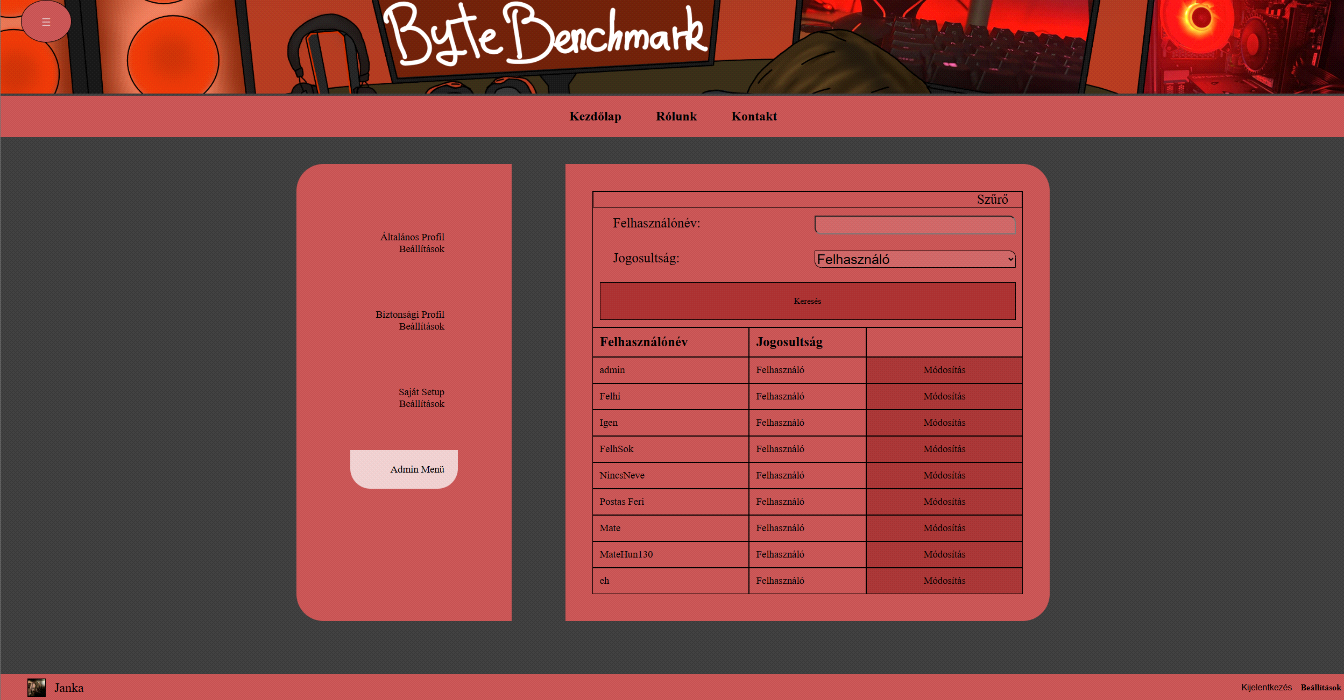 ☰
Byte Benchmark
Kezdőlap Rólunk Kontakt
Általános Profil
Beállítások
Biztonsági Profil
Beállítások
Saját Setup
Beállítások
Admin Menü
Szűrő
Felhasználónév:
Jogosultság: Felhasználó
Keresés
Felhasználónév Jogosultság
admin Felhasználó Módosítás
Felhi Felhasználó Módosítás
Igen Felhasználó Módosítás
FelhSok Felhasználó Módosítás
NincsNeve Felhasználó Módosítás
Postas Feri Felhasználó Módosítás
Mate Felhasználó Módosítás
MateHun130 Felhasználó Módosítás
ch Felhasználó Módosítás
Janka Kijelentkezés Beállítások